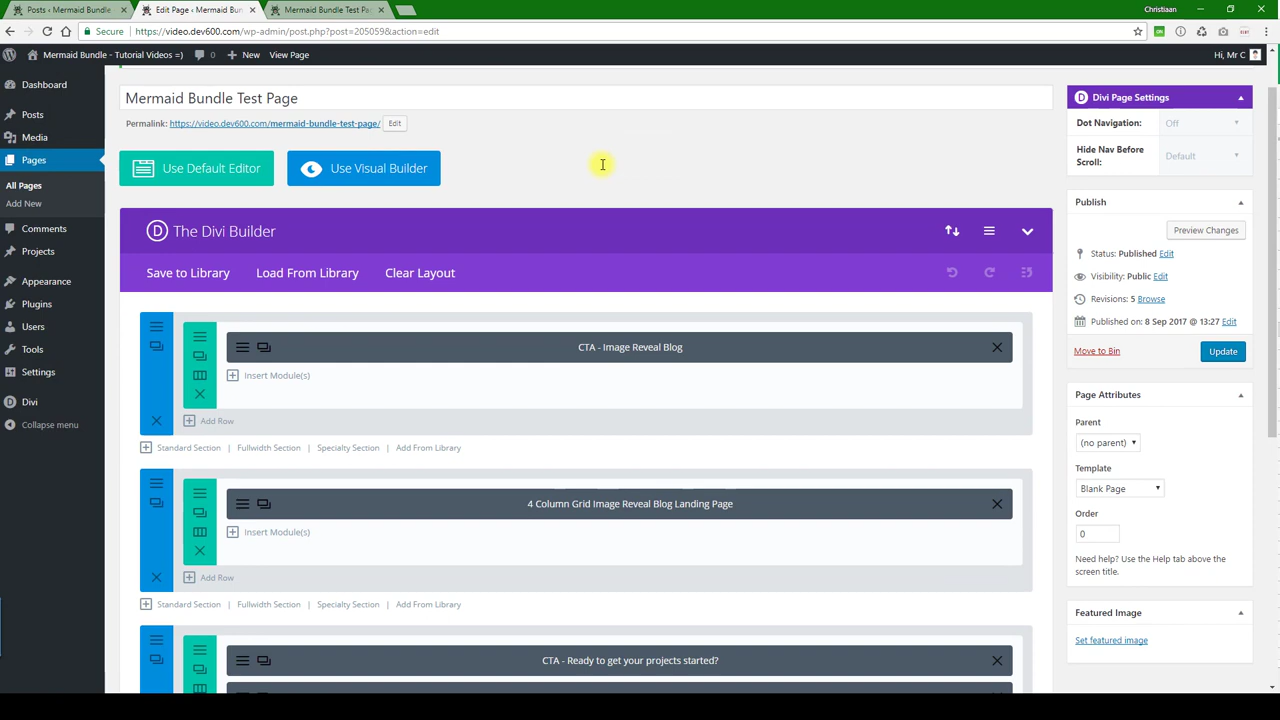 Posts ‹ Mermaid Bundle
Edit Page ‹ Mermaid Bun
Mermaid Bundle Test Pa
Christiaan
Secure
https://video.dev600.com/wp-admin/post.php?post=205059&action=edit
Mermaid Bundle - Tutorial Videos =)
0
New
View Page
Hi, Mr C
Dashboard
Posts
Media
Pages
All Pages
Add New
Comments
Projects
Appearance
Plugins
Users
Tools
Settings
Divi
Collapse menu
Mermaid Bundle Test Page
Permalink: https://video.dev600.com/mermaid-bundle-test-page/ Edit
Use Default Editor
Use Visual Builder
The Divi Builder
Save to Library
Load From Library
Clear Layout
CTA - Image Reveal Blog
Insert Module(s)
Add Row
Standard Section | Fullwidth Section | Specialty Section | Add From Library
4 Column Grid Image Reveal Blog Landing Page
Insert Module(s)
Add Row
Standard Section | Fullwidth Section | Specialty Section | Add From Library
CTA - Ready to get your projects started?
Divi Page Settings
Dot Navigation: Off
Hide Nav Before Default
Scroll:
Publish
Preview Changes
Status: Published Edit
Visibility: Public Edit
Revisions: 5 Browse
Published on: 8 Sep 2017 @ 13:27 Edit
Move to Bin
Update
Page Attributes
Parent
(no parent)
Template
Blank Page
Order
0
Need help? Use the Help tab above the
screen title.
Featured Image
Set featured image